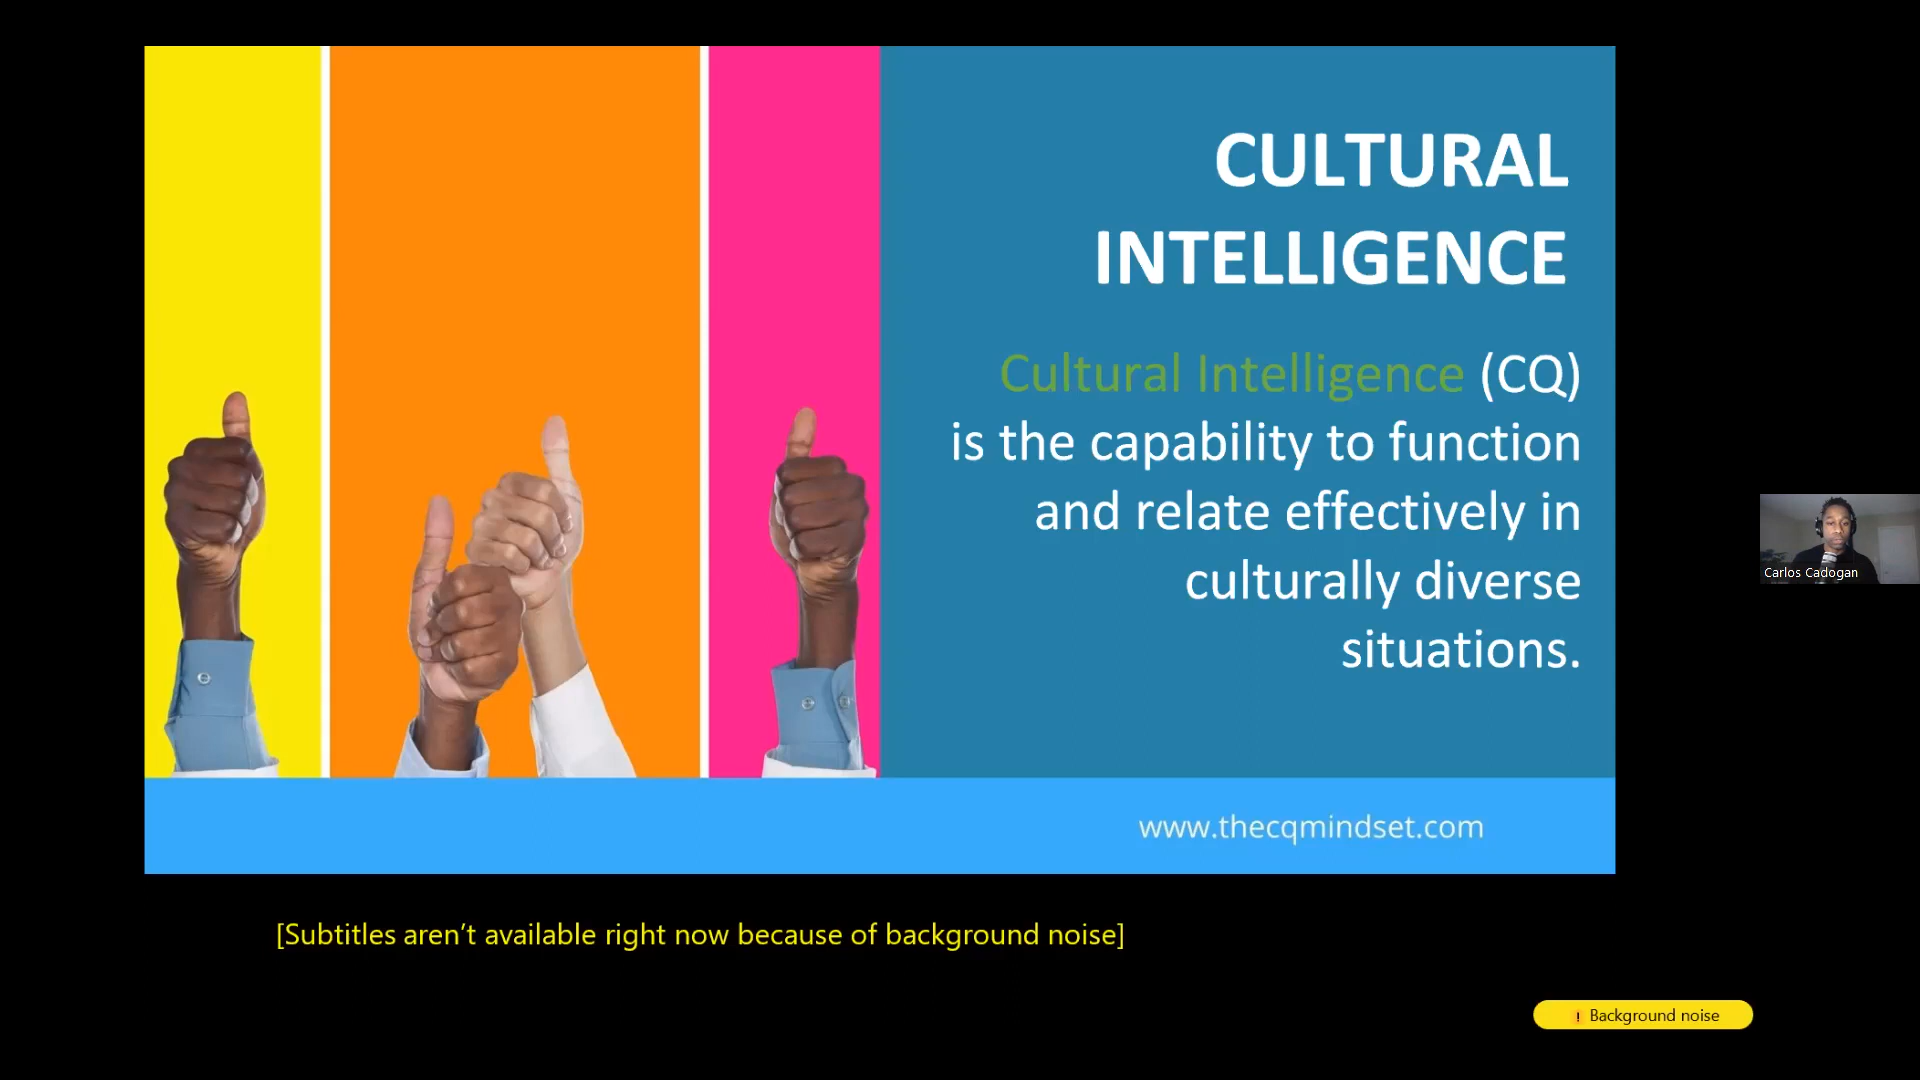 CULTURAL
INTELLIGENCE
Cultural Intelligence (CQ)
is the capability to function
and relate effectively in
culturally diverse
situations.
www.thecqmindset.com
Carlos Cadogan
[Subtitles aren’t available right now because of background noise]
! Background noise